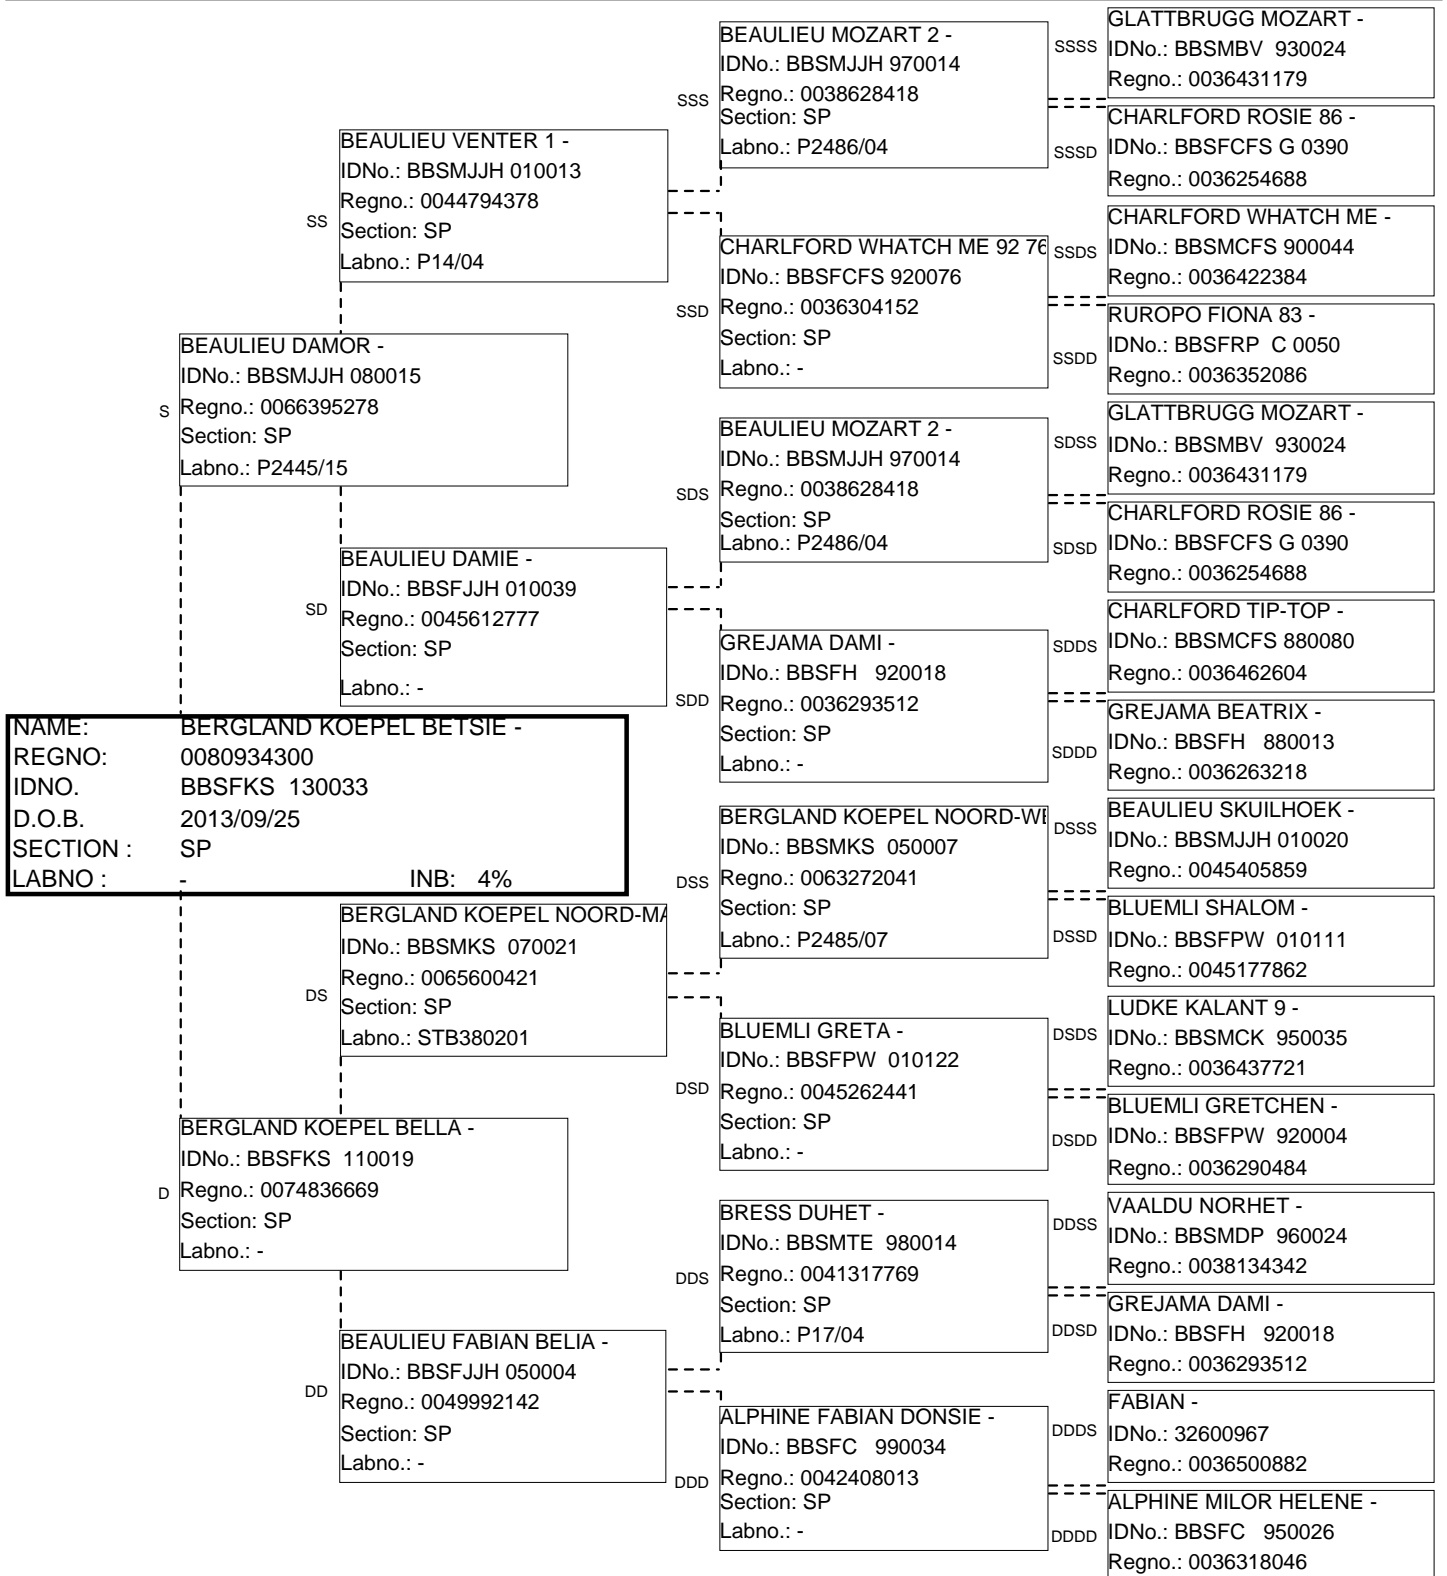 GLATTBRUGG MOZART -
SSSS IDNo.: BBSMBV 930024
Regno.: 0036431179
BEAULIEU MOZART 2 -
IDNo.: BBSMJJH 970014
SSS Regno.: 0038628418
Section: SP
Labno.: P2486/04
CHARLFORD ROSIE 86 -
SSSD IDNo.: BBSFCFS G 0390
Regno.: 0036254688
BEAULIEU VENTER 1 -
IDNo.: BBSMJJH 010013
Regno.: 0044794378
SS Section: SP
Labno.: P14/04
CHARLFORD WHATCH ME -
SSDS IDNo.: BBSMCFS 900044
Regno.: 0036422384
CHARLFORD WHATCH ME 92 76
IDNo.: BBSFCFS 920076
SSD Regno.: 0036304152
Section: SP
Labno.: -
RUROPO FIONA 83 -
SSDD IDNo.: BBSFRP C 0050
Regno.: 0036352086
BEAULIEU DAMOR -
IDNo.: BBSMJJH 080015
S Regno.: 0066395278
Section: SP
Labno.: P2445/15
GLATTBRUGG MOZART -
SDSS IDNo.: BBSMBV 930024
Regno.: 0036431179
BEAULIEU MOZART 2 -
IDNo.: BBSMJJH 970014
SDS Regno.: 0038628418
Section: SP
Labno.: P2486/04
CHARLFORD ROSIE 86 -
SDSD IDNo.: BBSFCFS G 0390
Regno.: 0036254688
BEAULIEU DAMIE -
IDNo.: BBSFJJH 010039
SD Regno.: 0045612777
Section: SP
Labno.: -
CHARLFORD TIP-TOP -
SDDS IDNo.: BBSMCFS 880080
Regno.: 0036462604
GREJAMA DAMI -
IDNo.: BBSFH 920018
SDD Regno.: 0036293512
Section: SP
Labno.: -
GREJAMA BEATRIX -
SDDD IDNo.: BBSFH 880013
Regno.: 0036263218
NAME: BERGLAND KOEPEL BETSIE -
REGNO: 0080934300
IDNO. BBSFKS 130033
D.O.B. 2013/09/25
SECTION : SP
LABNO : - INB: 4%
BEAULIEU SKUILHOEK -
DSSS IDNo.: BBSMJJH 010020
Regno.: 0045405859
BERGLAND KOEPEL NOORD-WE
IDNo.: BBSMKS 050007
DSS Regno.: 0063272041
Section: SP
Labno.: P2485/07
BLUEMLI SHALOM -
DSSD IDNo.: BBSFPW 010111
Regno.: 0045177862
BERGLAND KOEPEL NOORD-MA
IDNo.: BBSMKS 070021
Regno.: 0065600421
DS Section: SP
Labno.: STB380201
LUDKE KALANT 9 -
DSDS IDNo.: BBSMCK 950035
Regno.: 0036437721
BLUEMLI GRETA -
IDNo.: BBSFPW 010122
DSD Regno.: 0045262441
Section: SP
Labno.: -
BLUEMLI GRETCHEN -
DSDD IDNo.: BBSFPW 920004
Regno.: 0036290484
BERGLAND KOEPEL BELLA -
IDNo.: BBSFKS 110019
D Regno.: 0074836669
Section: SP
Labno.: -
VAALDU NORHET -
DDSS IDNo.: BBSMDP 960024
Regno.: 0038134342
BRESS DUHET -
IDNo.: BBSMTE 980014
DDS Regno.: 0041317769
Section: SP
Labno.: P17/04
GREJAMA DAMI -
DDSD IDNo.: BBSFH 920018
Regno.: 0036293512
BEAULIEU FABIAN BELIA -
IDNo.: BBSFJJH 050004
DD Regno.: 0049992142
Section: SP
Labno.: -
FABIAN -
DDDS IDNo.: 32600967
Regno.: 0036500882
ALPHINE FABIAN DONSIE -
IDNo.: BBSFC 990034
DDD Regno.: 0042408013
Section: SP
Labno.: -
ALPHINE MILOR HELENE -
DDDD IDNo.: BBSFC 950026
Regno.: 0036318046